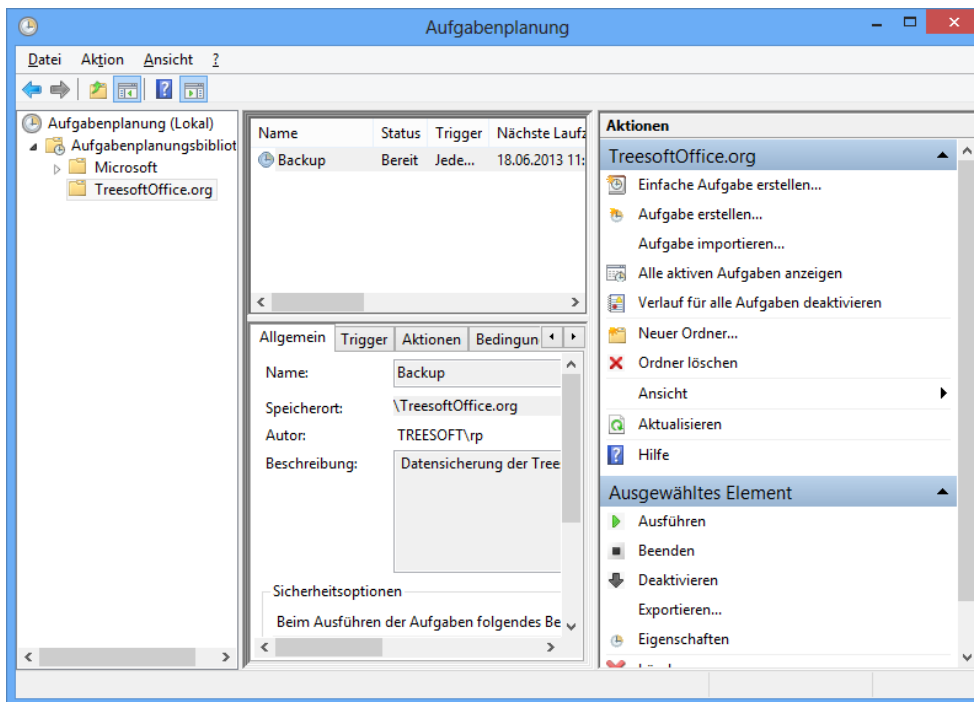 Aufgabenplanung
Datei Aktion Ansicht ?
Aufgabenplanung (Lokal)
Aufgabenplanungsbibliot
Microsoft
TreesoftOffice.org
Name Status Trigger Nächste Laufz
Backup Bereit Jede... 18.06.2013 11:
Allgemein Trigger Aktionen Bedingun
Name: Backup
Speicherort: \TreesoftOffice.org
Autor: TREESOFT\rp
Beschreibung: Datensicherung der Tree
Sicherheitsoptionen
Beim Ausführen der Aufgaben folgendes Be
Aktionen
TreesoftOffice.org
Einfache Aufgabe erstellen...
Aufgabe erstellen...
Aufgabe importieren...
Alle aktiven Aufgaben anzeigen
Verlauf für alle Aufgaben deaktivieren
Neuer Ordner...
Ordner löschen
Ansicht
Aktualisieren
Hilfe
Ausgewähltes Element
Ausführen
Beenden
Deaktivieren
Exportieren...
Eigenschaften